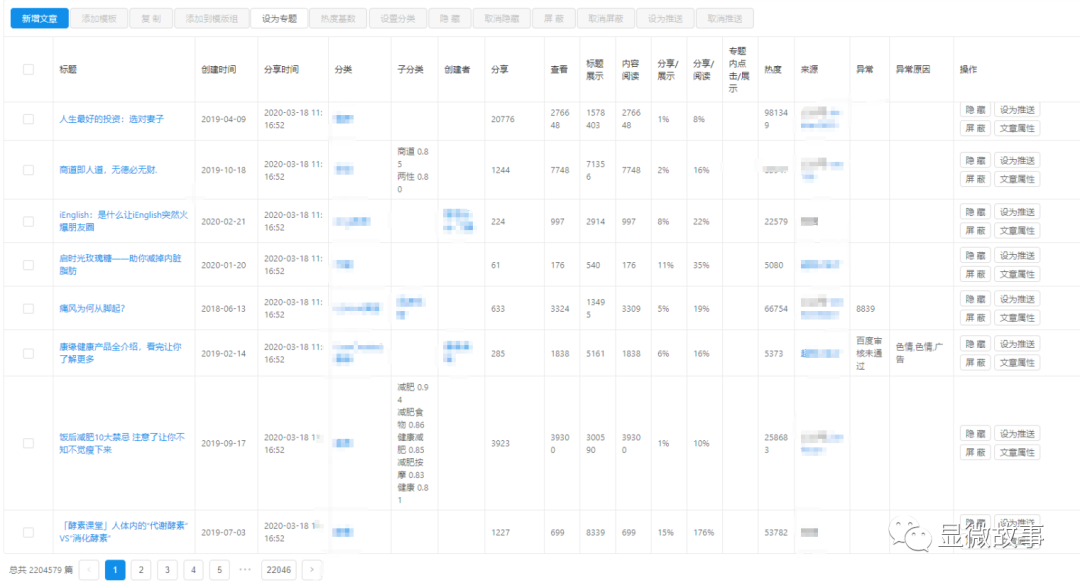 新增文章 添加模板 复 制 添加到模版组 设为专题 热度基数 设置分类 隐 藏 取消隐藏 屏 蔽 取消屏蔽 设为推送 取消推送
标题 创建时间 分享时间 分类 子分类 创建者 分享 查看 标题展示 内容阅读 分享/展示 分享/阅读 专题内点击/展示 热度 来源 异常 异常原因 操作
人生最好的投资：选对妻子 2019-04-09 2020-03-18 11:16:52 20776 276648 1578403 276648 1% 8% 981349 隐 藏 设为推送 屏 蔽 文章属性
商道即人道，无德必无财. 2019-10-18 2020-03-18 11:16:52 商道 0.85 两性 0.80 1244 7748 71356 7748 2% 16% 隐 藏 设为推送 屏 蔽 文章属性
iEnglish：是什么让iEnglish突然火爆朋友圈 2020-02-21 2020-03-18 11:16:52 224 997 2914 997 8% 22% 22579 隐 藏 设为推送 屏 蔽 文章属性
启时光玫瑰糖——助你减掉内脏脂肪 2020-01-20 2020-03-18 11:16:52 61 176 540 176 11% 35% 5080 隐 藏 设为推送 屏 蔽 文章属性
痛风为何从脚起？ 2018-06-13 2020-03-18 11:16:52 633 3324 13495 3309 5% 19% 66754 8839 隐 藏 设为推送 屏 蔽 文章属性
康缘健康产品全介绍，看完让你了解更多 2019-02-14 2020-03-18 11:16:52 285 1838 5161 1838 6% 16% 5373 百度审核未通过 色情,色情,广告 隐 藏 设为推送 屏 蔽 文章属性
饭后减肥10大禁忌 注意了让你不知不觉瘦下来 2019-09-17 2020-03-18 11:16:52 减肥 0.94 减肥食物 0.86 健康减肥 0.85 减肥按摩 0.83 健康 0.81 3923 39300 300590 39300 1% 10% 258683 隐 藏 设为推送 屏 蔽 文章属性
「酵素课堂」人体内的“代谢酵素”VS“消化酵素” 2019-07-03 2020-03-18 16:52 1227 699 8339 699 15% 176% 53782 隐 藏 设为推送
显微故事
总共 2204579 篇 1 2 3 4 5 ··· 22046